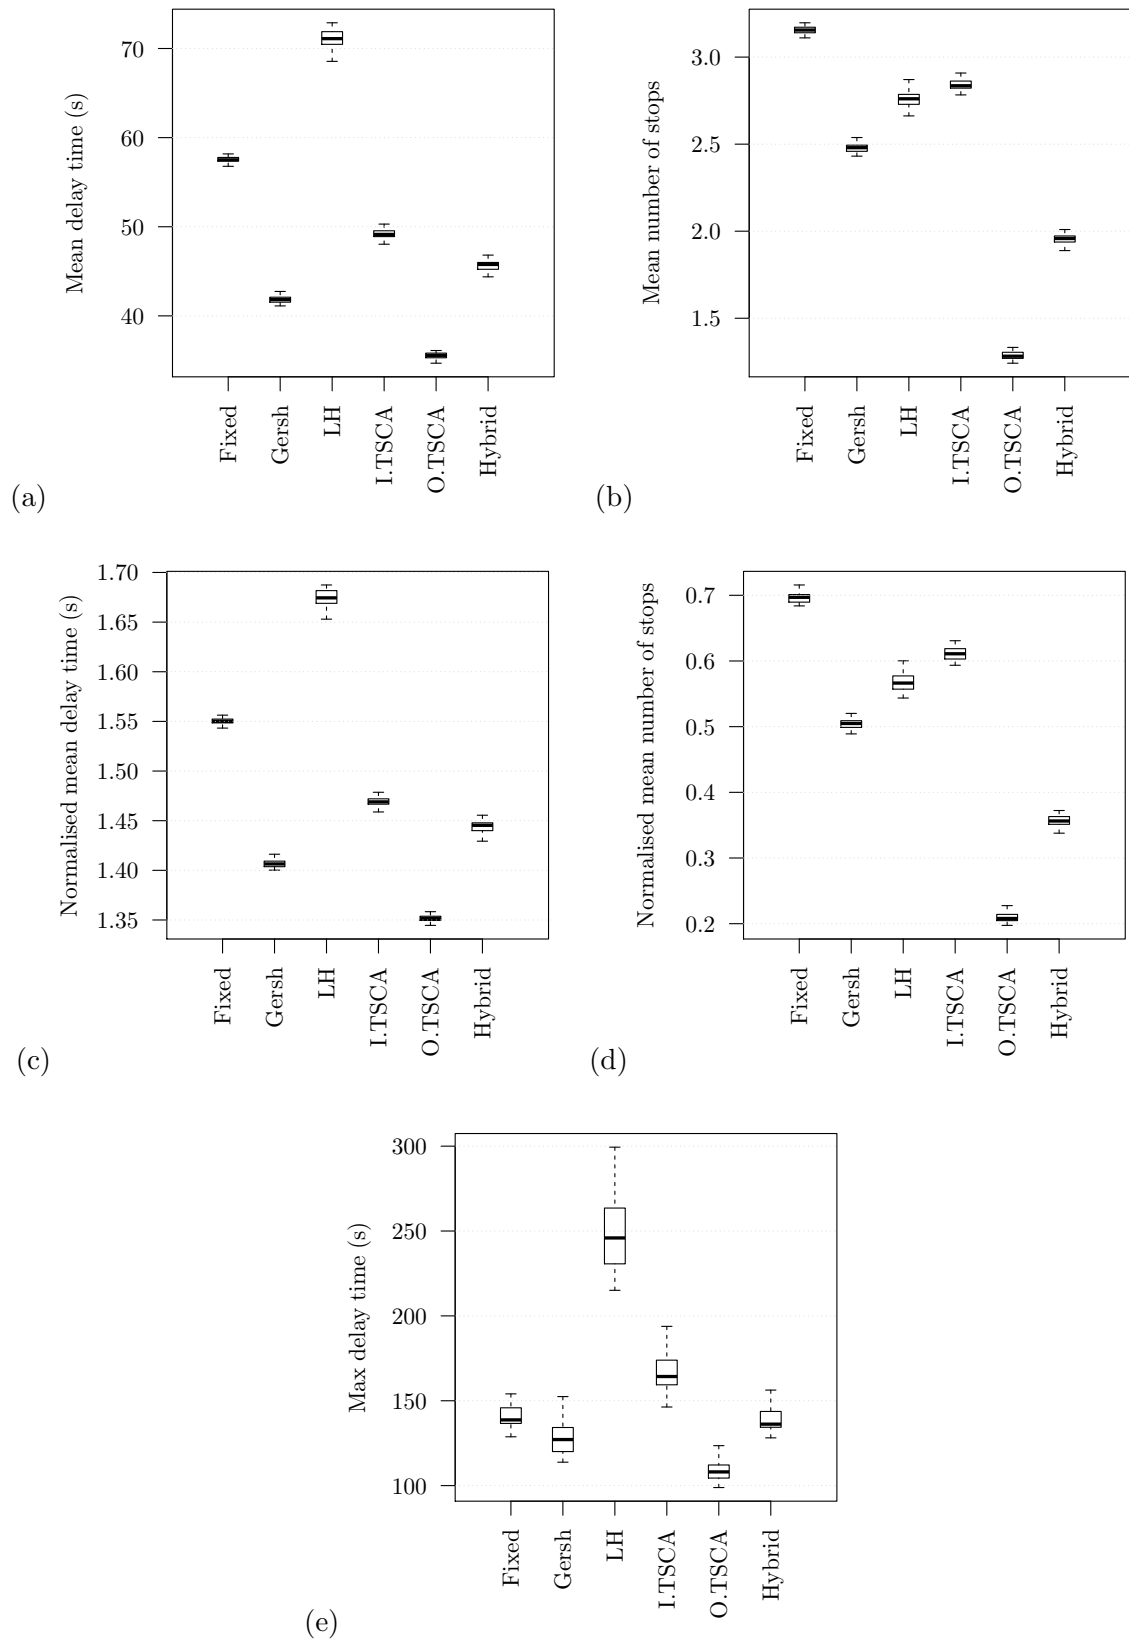 Mean delay time (s)
70
60
50
40
Fixed
Gersh
LH
I.TSCA
O.TSCA
Hybrid
(a)
Mean number of stops
3.0
2.5
2.0
1.5
Fixed
Gersh
LH
I.TSCA
O.TSCA
Hybrid
(b)
Normalised mean delay time (s)
1.70
1.65
1.60
1.55
1.50
1.45
1.40
1.35
Fixed
Gersh
LH
I.TSCA
O.TSCA
Hybrid
(c)
Normalised mean number of stops
0.7
0.6
0.5
0.4
0.3
0.2
Fixed
Gersh
LH
I.TSCA
O.TSCA
Hybrid
(d)
Max delay time (s)
300
250
200
150
100
Fixed
Gersh
LH
I.TSCA
O.TSCA
Hybrid
(e)